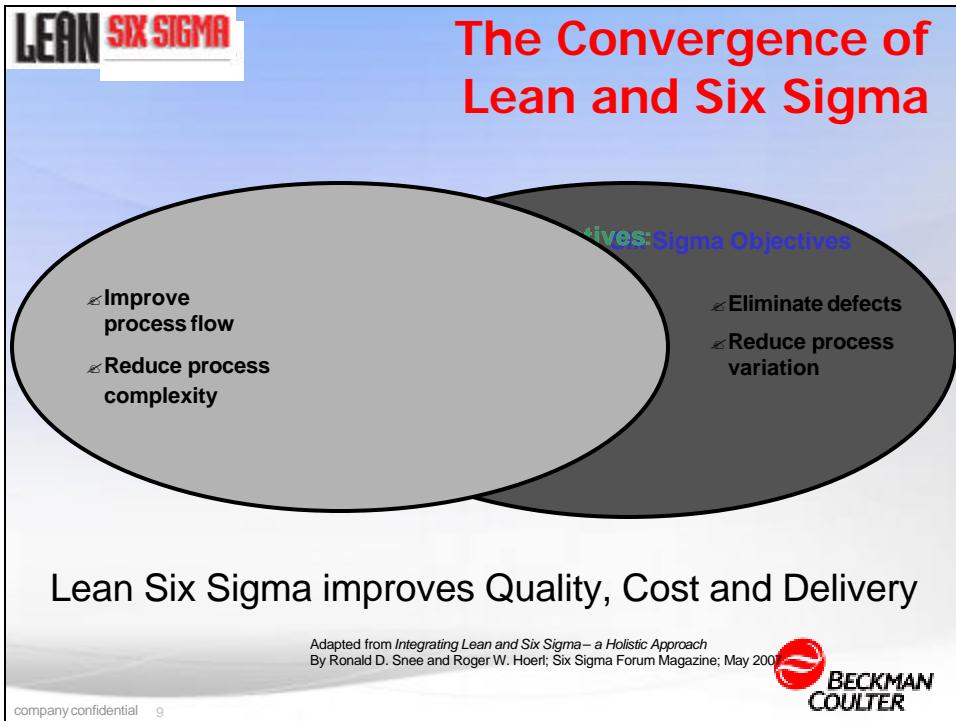 LEAN SIX SIGMA
The Convergence of
Lean and Six Sigma
tives:
Sigma Objectives
Improve
process flow
Reduce process
complexity
Eliminate defects
Reduce process
variation
Lean Six Sigma improves Quality, Cost and Delivery
Adapted from Integrating Lean and Six Sigma – a Holistic Approach
By Ronald D. Snee and Roger W. Hoerl; Six Sigma Forum Magazine; May 2007
BECKMAN
COULTER
company confidential 9